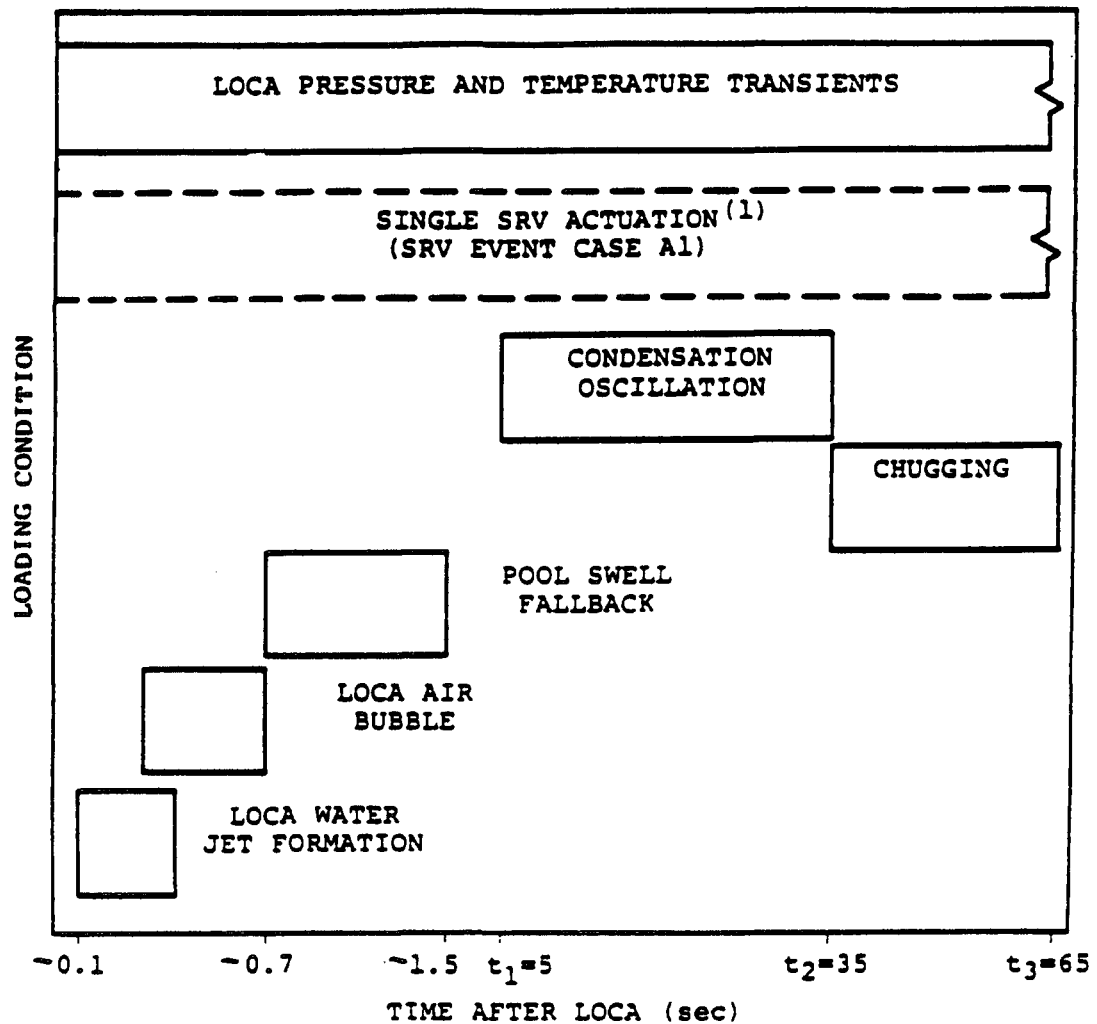 LOCA PRESSURE AND TEMPERATURE TRANSIENTS
SINGLE SRV ACTUATION(1)
(SRV EVENT CASE A1)
CONDENSATION
OSCILLATION
CHUGGING
POOL SWELL
FALLBACK
LOCA AIR
BUBBLE
LOCA WATER
JET FORMATION
LOADING CONDITION
~0.1 ~0.7 ~1.5 t1=5 t2=35 t3=65
TIME AFTER LOCA (sec)